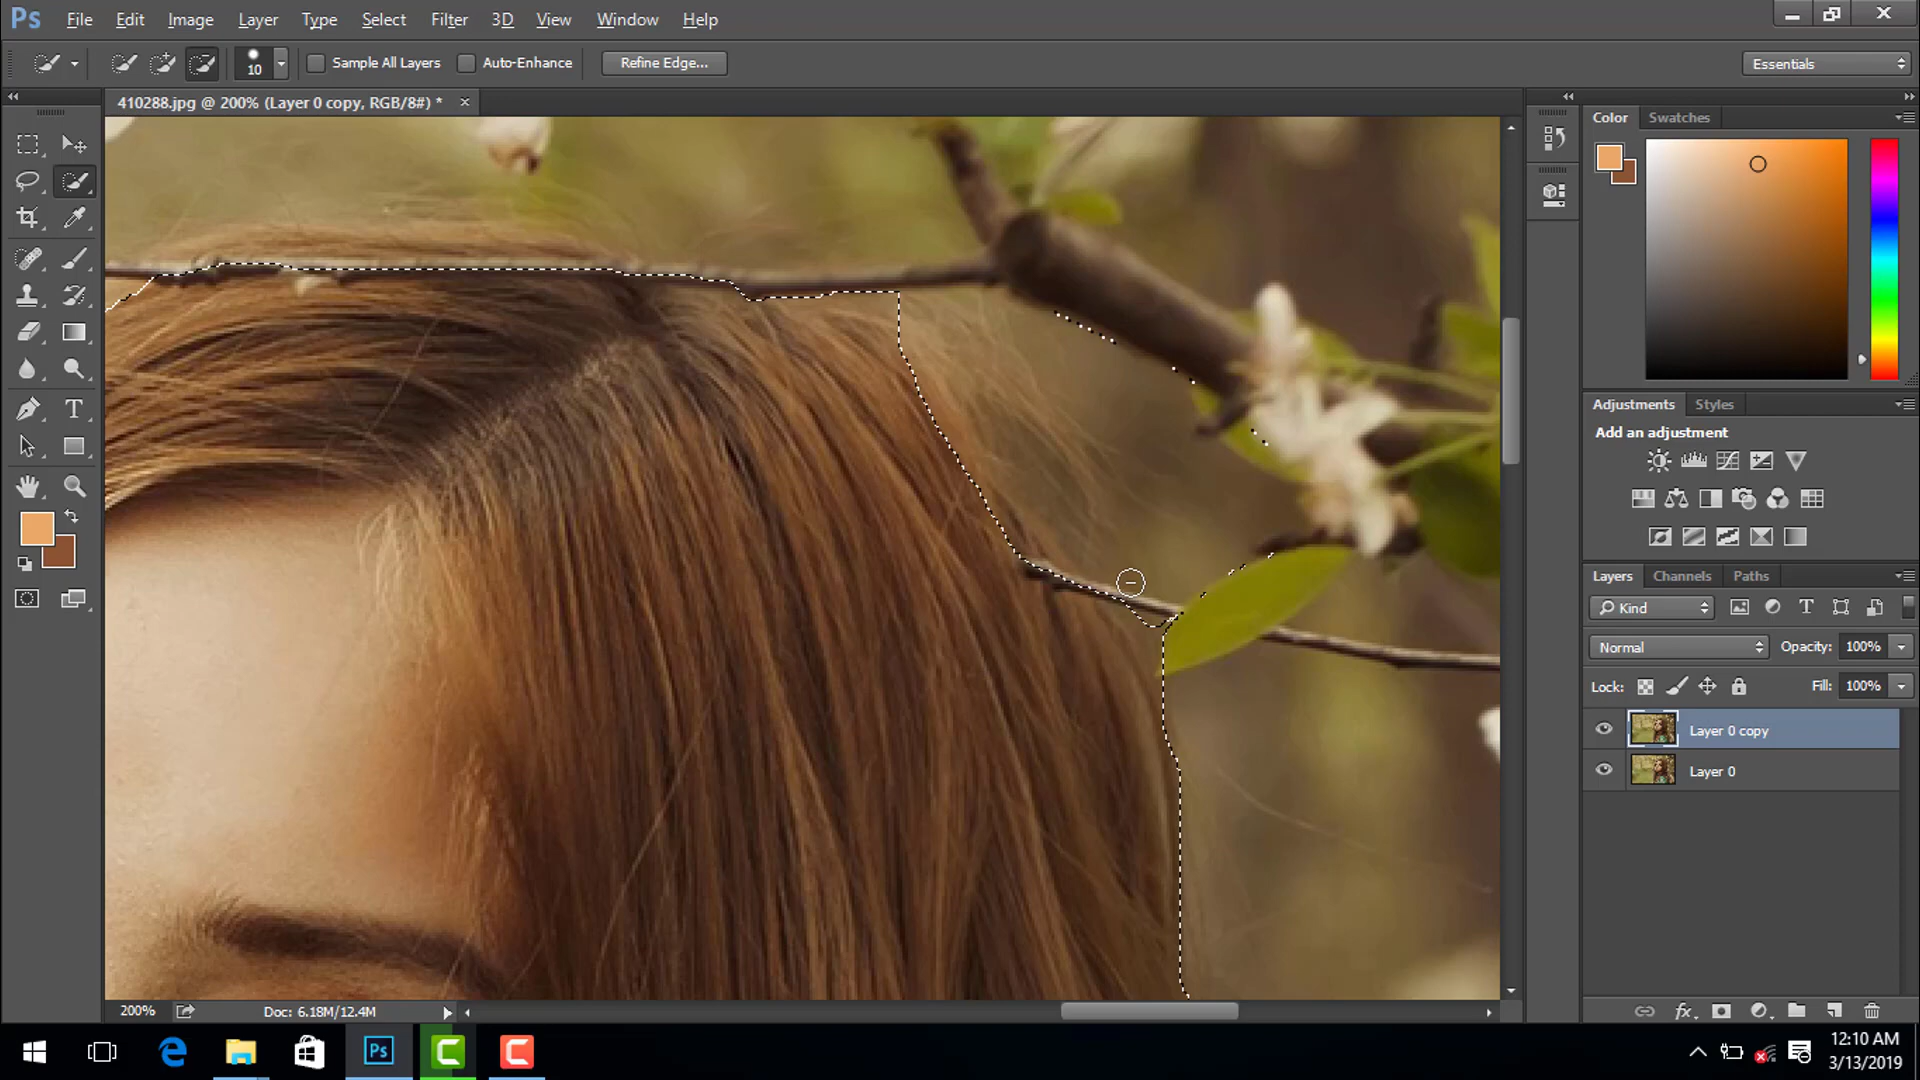 Ps File Edit Image Layer Type Select Filter 3D View Window Help
10 Sample All Layers Auto-Enhance Refine Edge... Essentials
410288.jpg @ 200% (Layer 0 copy, RGB/8#) *
Color Swatches
Adjustments Styles
Add an adjustment
Layers Channels Paths
Kind
Normal Opacity: 100%
Lock: Fill: 100%
Layer 0 copy
Layer 0
200% Doc: 6.18M/12.4M
fx
Ps
12:10 AM
3/13/2019